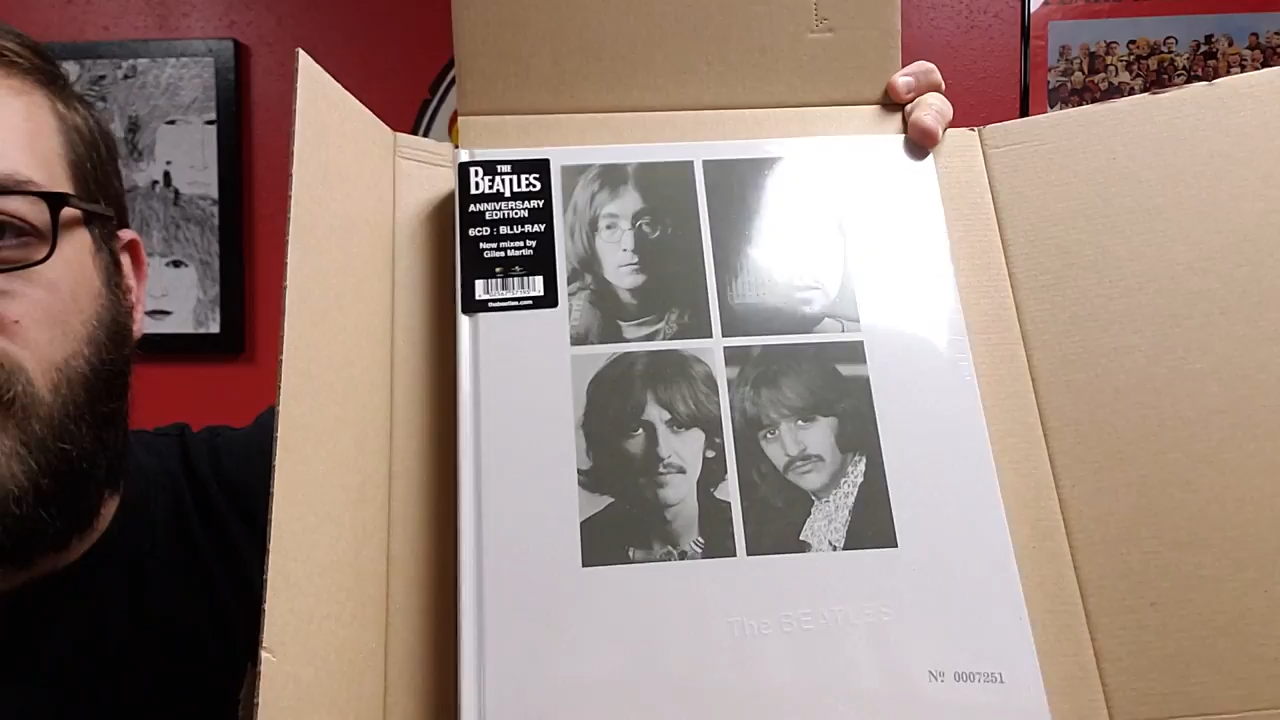 THE
BEATLES
ANNIVERSARY
EDITION
6CD : BLU-RAY
New mixes by
Giles Martin
thebeatles.com
The BEATLES
Nº 0007251